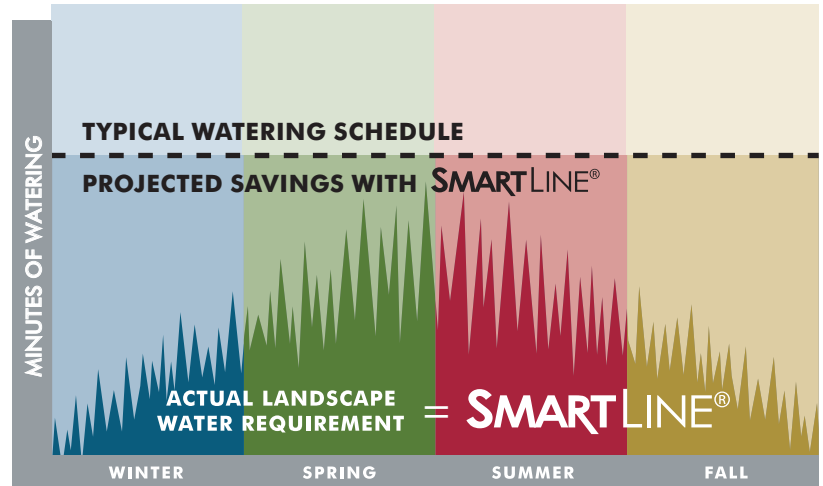 TYPICAL WATERING SCHEDULE
PROJECTED SAVINGS WITH SMARTLINE®
MINUTES OF WATERING
ACTUAL LANDSCAPE
WATER REQUIREMENT = SMARTLINE®
WINTER SPRING SUMMER FALL